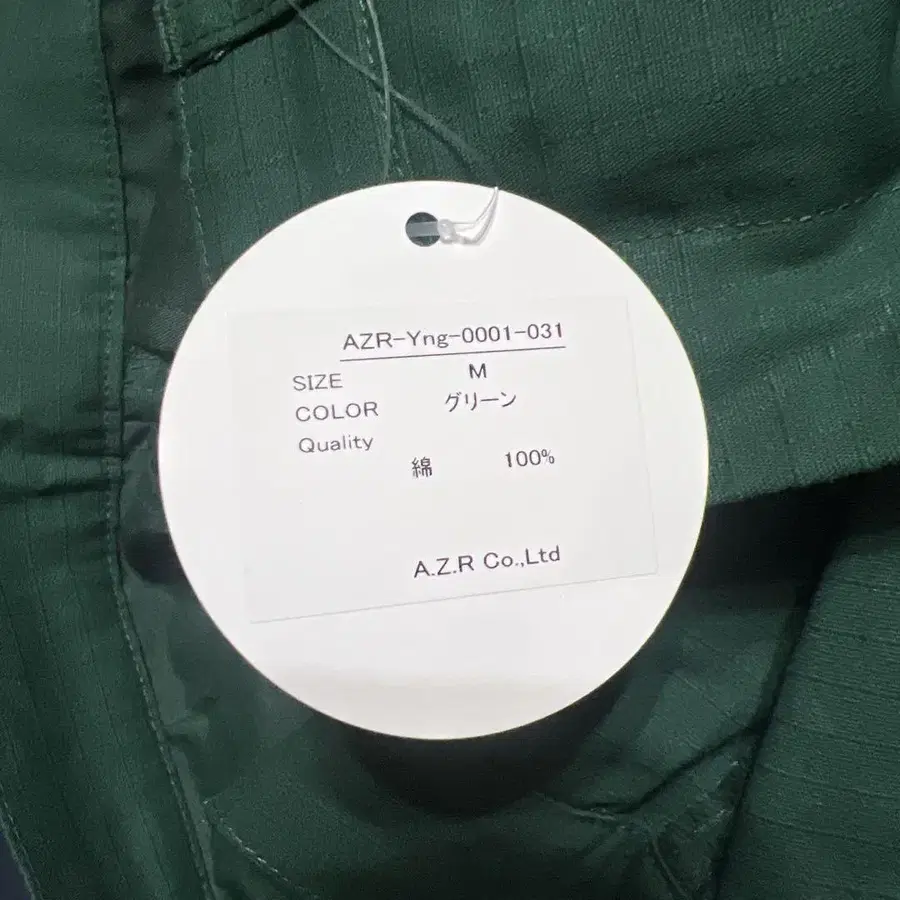 AZR-Yng-0001-031
SIZE M
COLOR グリーン
Quality
綿 100%
A.Z.R Co.,Ltd